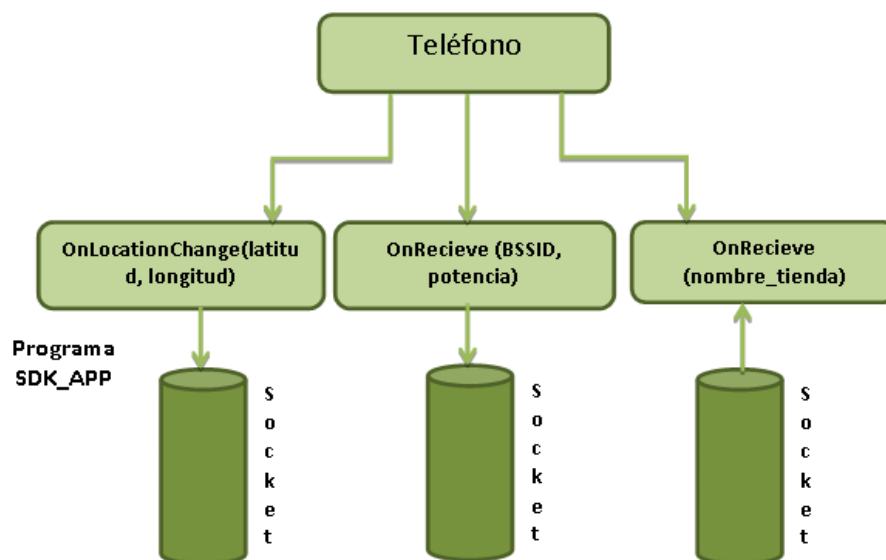 Teléfono
OnLocationChange(latitu
d, longitud)
OnRecieve (BSSID,
potencia)
OnRecieve
(nombre_tienda)
Programa
SDK_APP
S
o
c
k
e
t
S
o
c
k
e
t
S
o
c
k
e
t